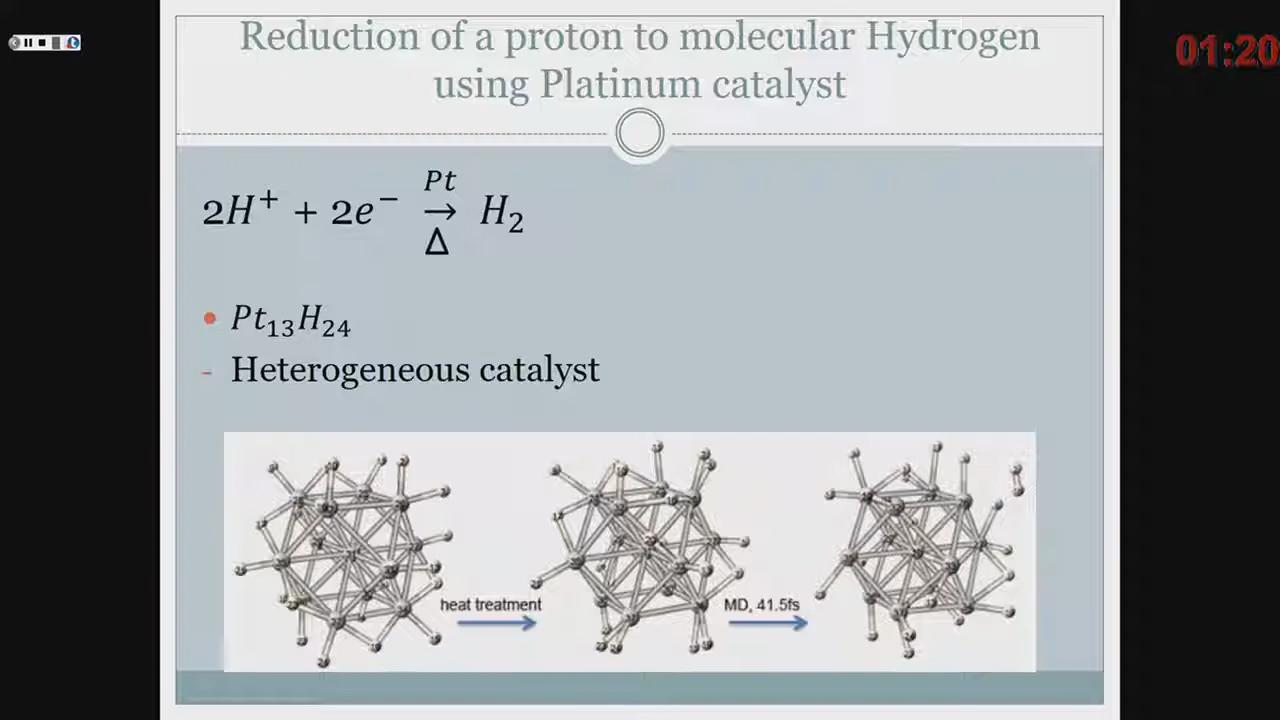 Reduction of a proton to molecular Hydrogen
using Platinum catalyst
01:20
Pt
2H⁺ + 2e⁻ → H₂
Δ
• Pt₁₃H₂₄
- Heterogeneous catalyst
heat treatment
MD, 41.5fs